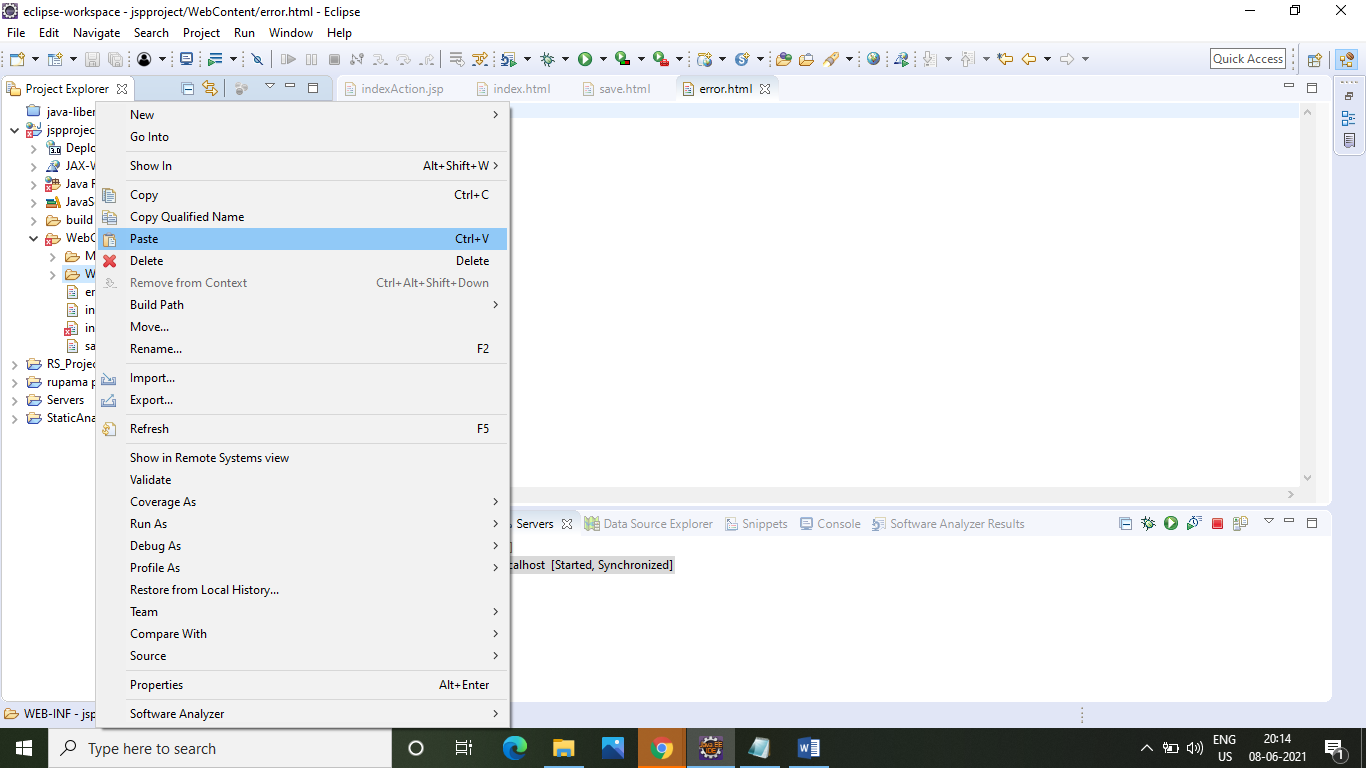 eclipse-workspace - jspproject/WebContent/error.html - Eclipse
File Edit Navigate Search Project Run Window Help
Quick Access
Project Explorer
indexAction.jsp index.html save.html error.html
java-liber
jspproject
Deplo
JAX-W
Java R
JavaS
build
WebC
M
W
er
in
in
sa
RS_Projec
rupama p
Servers
StaticAna
New
Go Into
Show In Alt+Shift+W
Copy Ctrl+C
Copy Qualified Name
Paste Ctrl+V
Delete Delete
Remove from Context Ctrl+Alt+Shift+Down
Build Path
Move...
Rename... F2
Import...
Export...
Refresh F5
Show in Remote Systems view
Validate
Coverage As
Run As
Debug As
Profile As
Restore from Local History...
Team
Compare With
Source
Properties Alt+Enter
Software Analyzer
Servers Data Source Explorer Snippets Console Software Analyzer Results
calhost [Started, Synchronized]
WEB-INF - jsp
Type here to search
ENG
US
20:14
08-06-2021
1